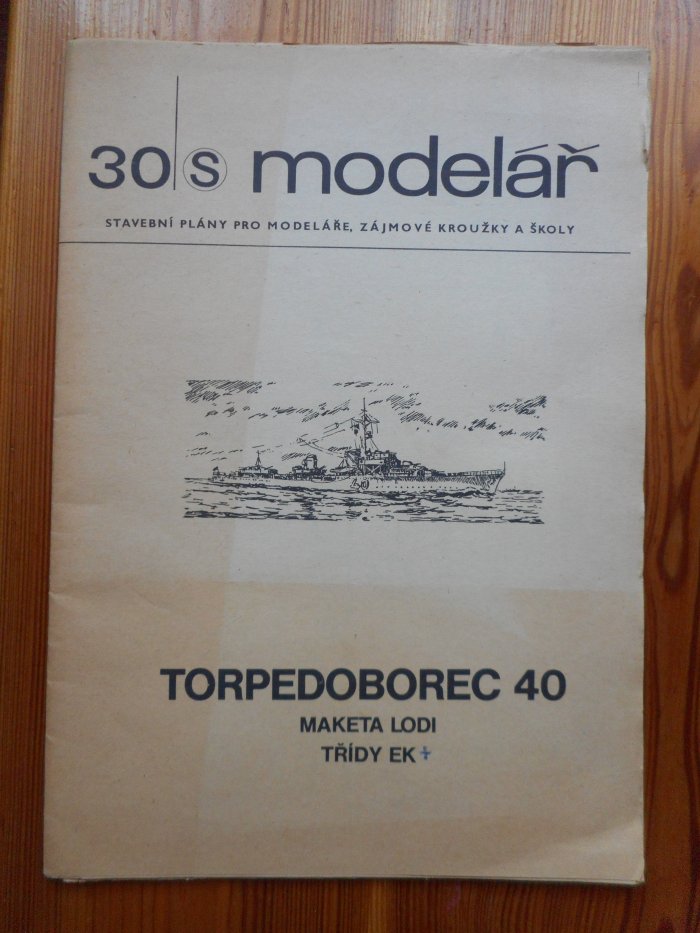 30 s modelář
STAVEBNÍ PLÁNY PRO MODELÁŘE, ZÁJMOVÉ KROUŽKY A ŠKOLY
TORPEDOBOREC 40
MAKETA LODI
TŘÍDY EK+